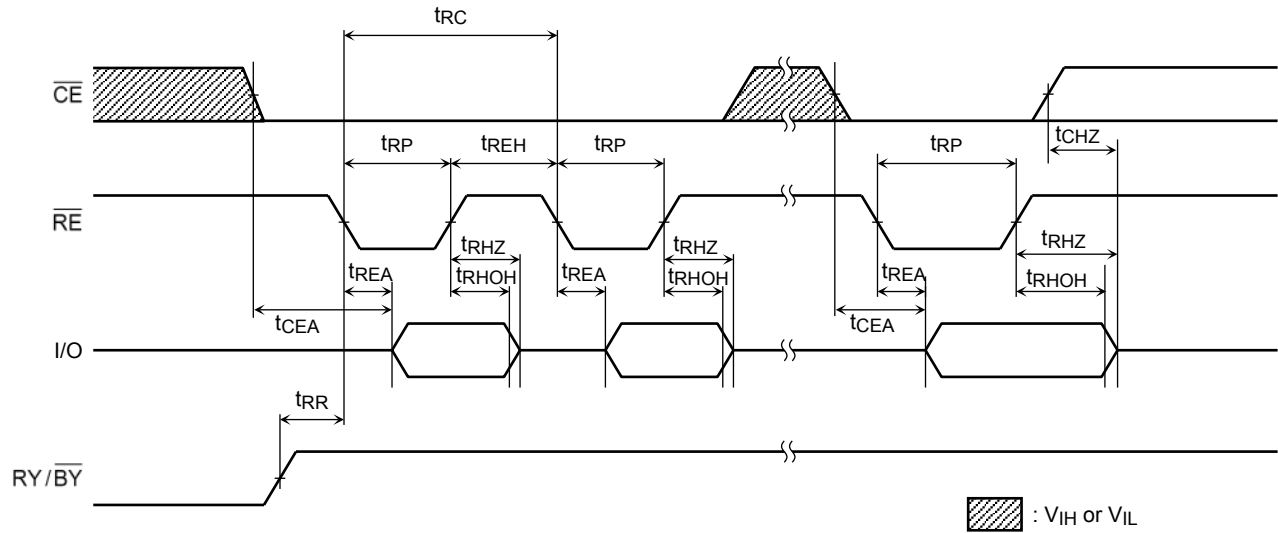 tRC
CE
tRP tREH tRP tRP tCHZ
RE
tRHZ tRHZ tRHZ
tREA tRHOH tREA tRHOH tREA tRHOH
tCEA tCEA
I/O
tRR
RY/BY
: VIH or VIL